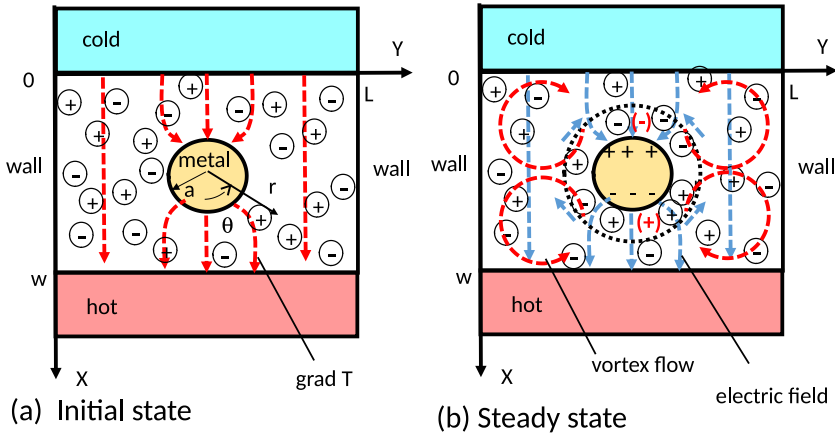 cold
Y
0
L
wall
metal
wall
a
r
θ
w
hot
grad T
X
(a) Initial state
cold
Y
0
L
(-)
+ + +
wall
wall
- - -
(+)
w
hot
vortex flow
X
electric field
(b) Steady state